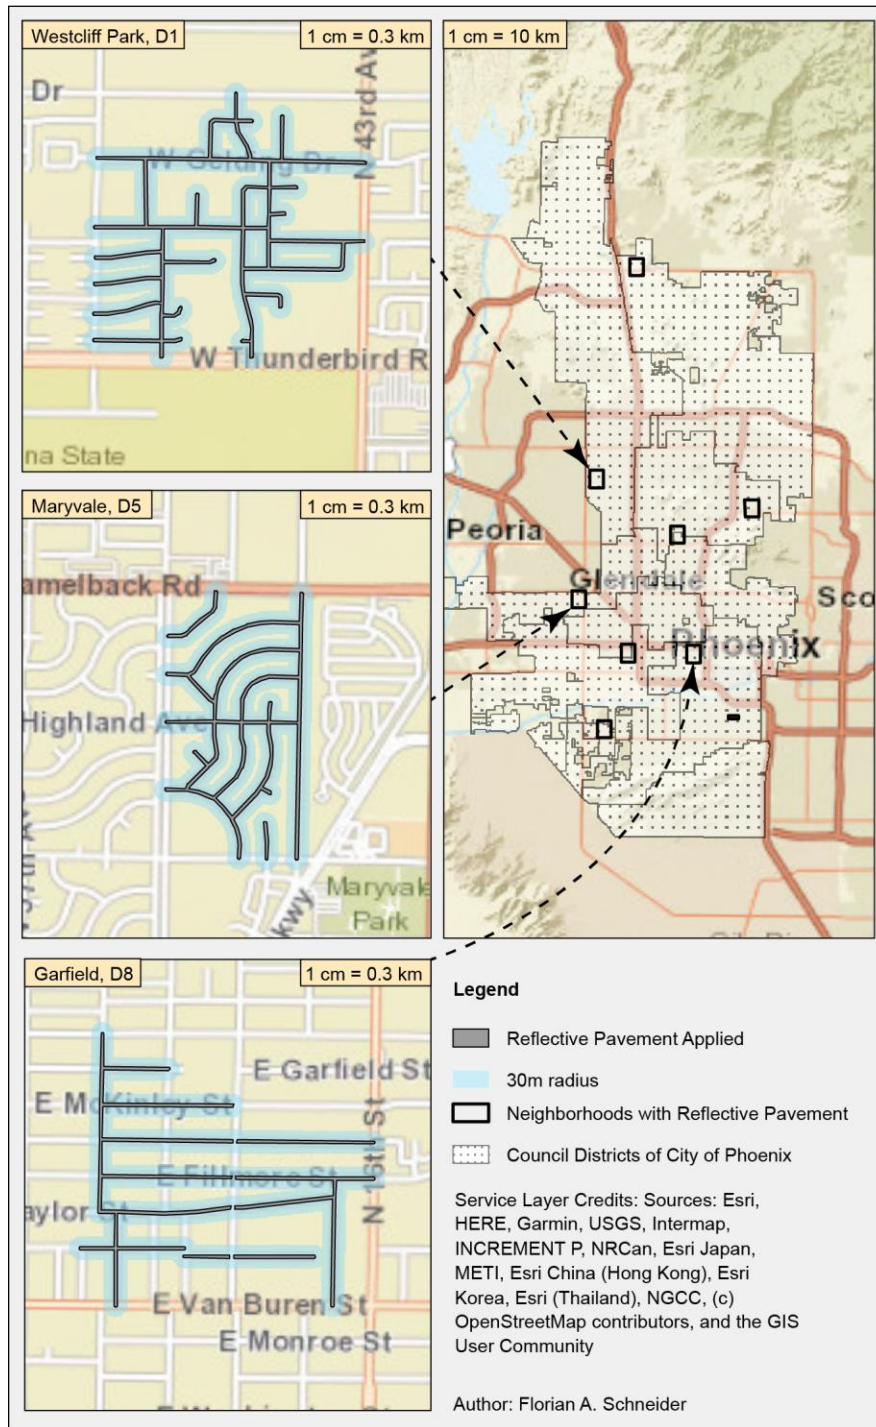 Westcliff Park, D1
1 cm = 0.3 km
Dr
W Gelding Dr
N 43rd Av
W Thunderbird R
na State
Maryvale, D5
1 cm = 0.3 km
amelback Rd
Highland Ave
kwy
Maryvale
Park
Garfield, D8
1 cm = 0.3 km
E Garfield St
E McKinley St
E Fillmore St
N 16th St
aylor St
E Van Buren St
E Monroe St
1 cm = 10 km
Peoria
Glendale
Sco
Phoenix
Legend
Reflective Pavement Applied
30m radius
Neighborhoods with Reflective Pavement
Council Districts of City of Phoenix
Service Layer Credits: Sources: Esri,
HERE, Garmin, USGS, Intermap,
INCREMENT P, NRCan, Esri Japan,
METI, Esri China (Hong Kong), Esri
Korea, Esri (Thailand), NGCC, (c)
OpenStreetMap contributors, and the GIS
User Community
Author: Florian A. Schneider